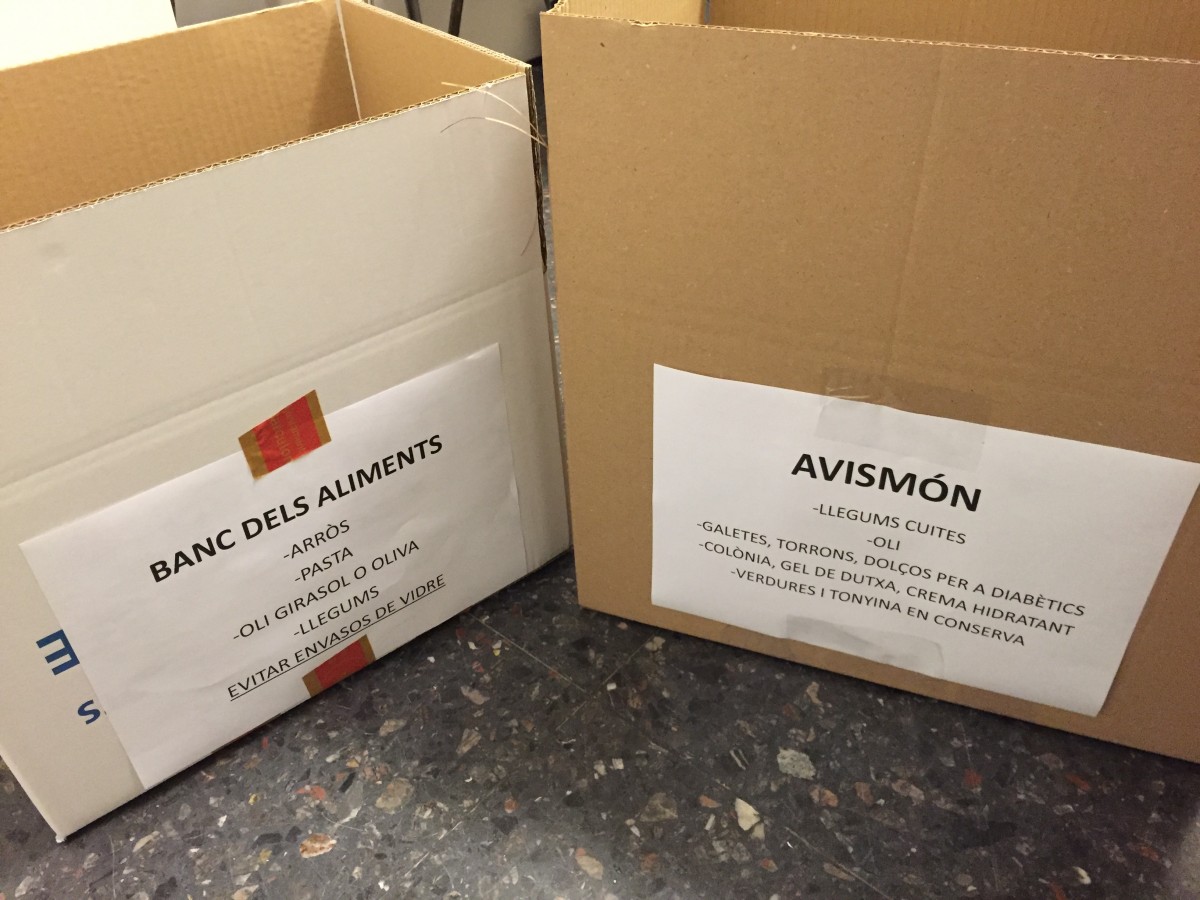 BANC DELS ALIMENTS
-ARRÒS
-PASTA
-OLI GIRASOL O OLIVA
-LLEGUMS
EVITAR ENVASOS DE VIDRE
AVISMÓN
-LLEGUMS CUITES
-OLI
-GALETES, TORRONS, DOLÇOS PER A DIABÈTICS
-COLÒNIA, GEL DE DUTXA, CREMA HIDRATANT
-VERDURES I TONYINA EN CONSERVA